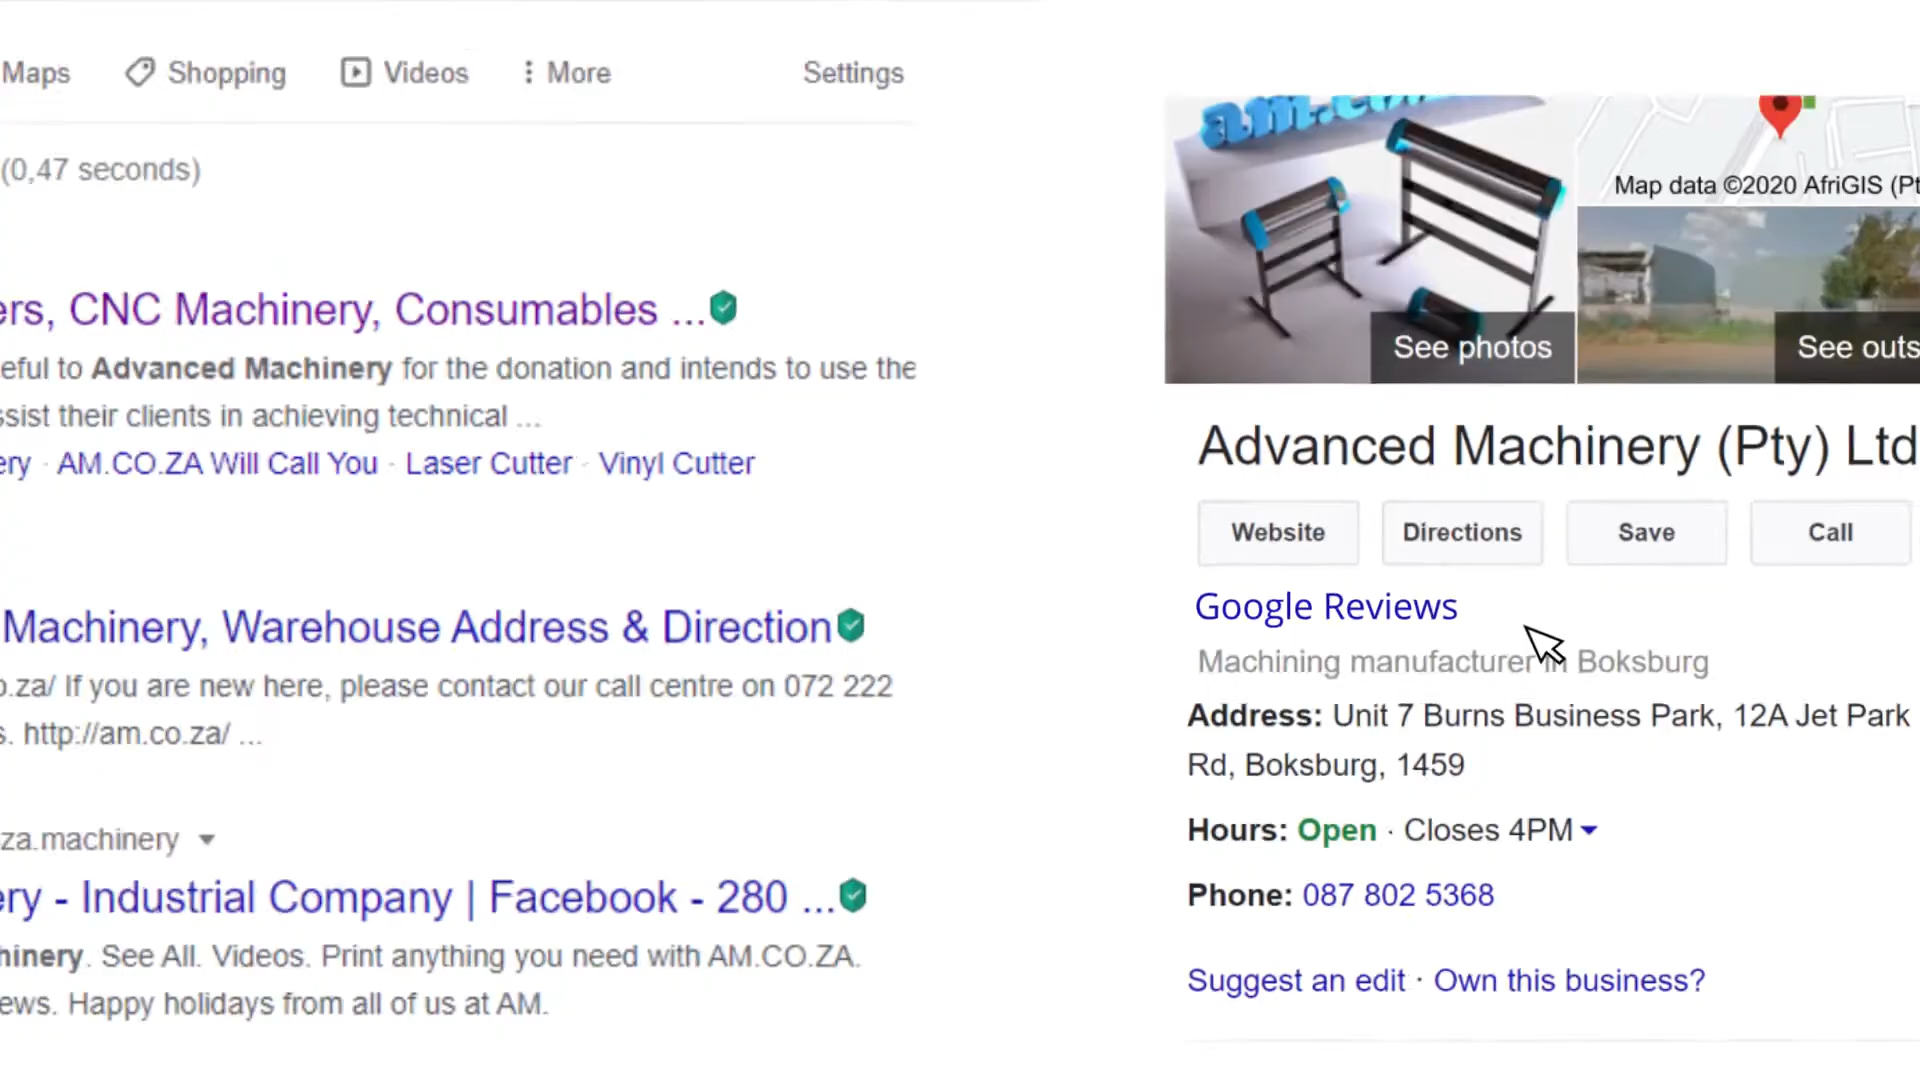 Maps Shopping Videos More Settings
(0,47 seconds)
ers, CNC Machinery, Consumables ...
eful to Advanced Machinery for the donation and intends to use the
ssist their clients in achieving technical ...
ery · AM.CO.ZA Will Call You · Laser Cutter · Vinyl Cutter
Machinery, Warehouse Address & Direction
o.za/ If you are new here, please contact our call centre on 072 222
s. http://am.co.za/ ...
za.machinery
ery - Industrial Company | Facebook - 280 ...
hinery. See All. Videos. Print anything you need with AM.CO.ZA.
ews. Happy holidays from all of us at AM.
Map data ©2020 AfriGIS (Pt
See photos
See outs
Advanced Machinery (Pty) Ltd
Website Directions Save Call
Google Reviews
Machining manufacturer in Boksburg
Address: Unit 7 Burns Business Park, 12A Jet Park
Rd, Boksburg, 1459
Hours: Open · Closes 4PM
Phone: 087 802 5368
Suggest an edit · Own this business?